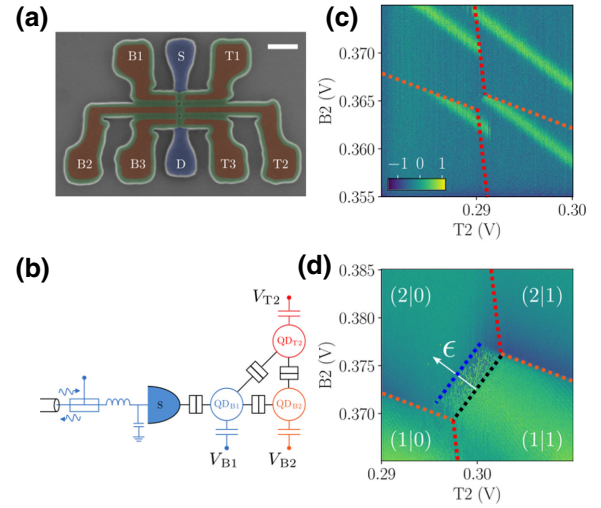 (a)
B1 S T1
B2 B3 D T3 T2
(b)
V_T2
QD_T2
S QD_B1 QD_B2
V_B1 V_B2
(c)
B2 (V)
0.370
0.365
0.360
0.355
−1 0 1
0.29 0.30
T2 (V)
(d)
B2 (V)
0.385
0.380
0.375
0.370
(2|0) (2|1)
ϵ
(1|0) (1|1)
0.29 0.30
T2 (V)